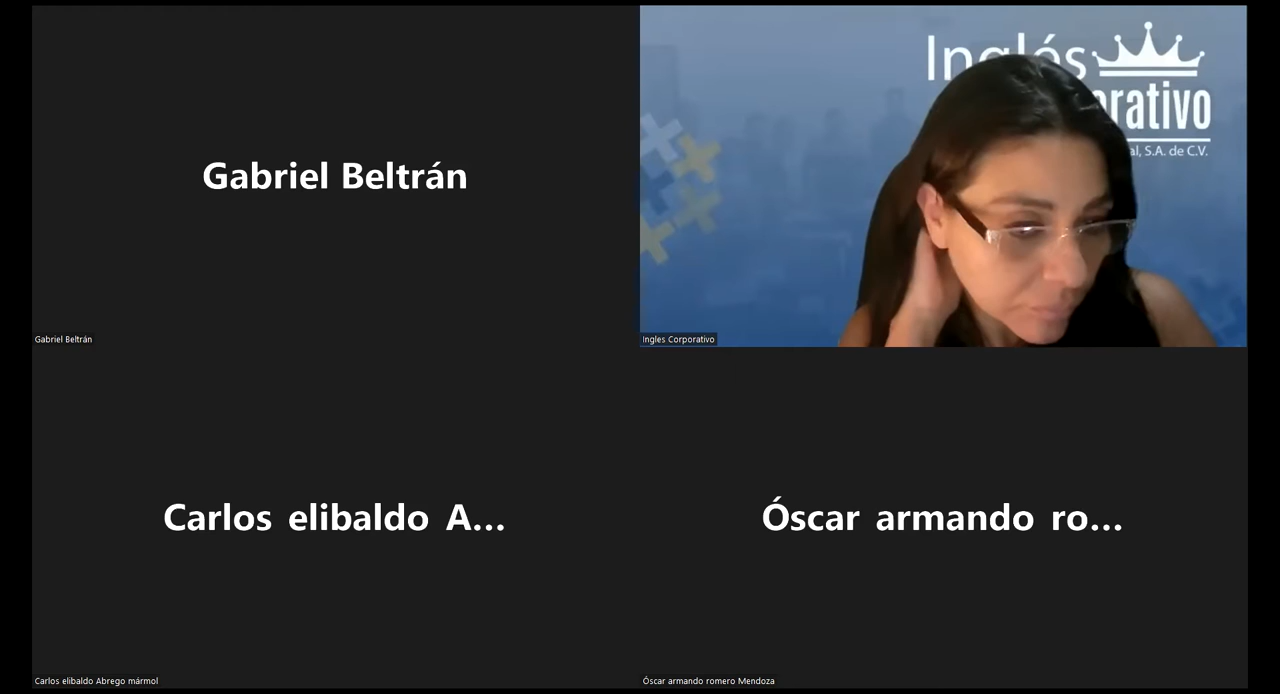 Gabriel Beltrán
Gabriel Beltrán
Inglés
orativo
al, S.A. de C.V.
Ingles Corporativo
Carlos elibaldo A...
Carlos elibaldo Abrego mármol
Óscar armando ro...
Óscar armando romero Mendoza